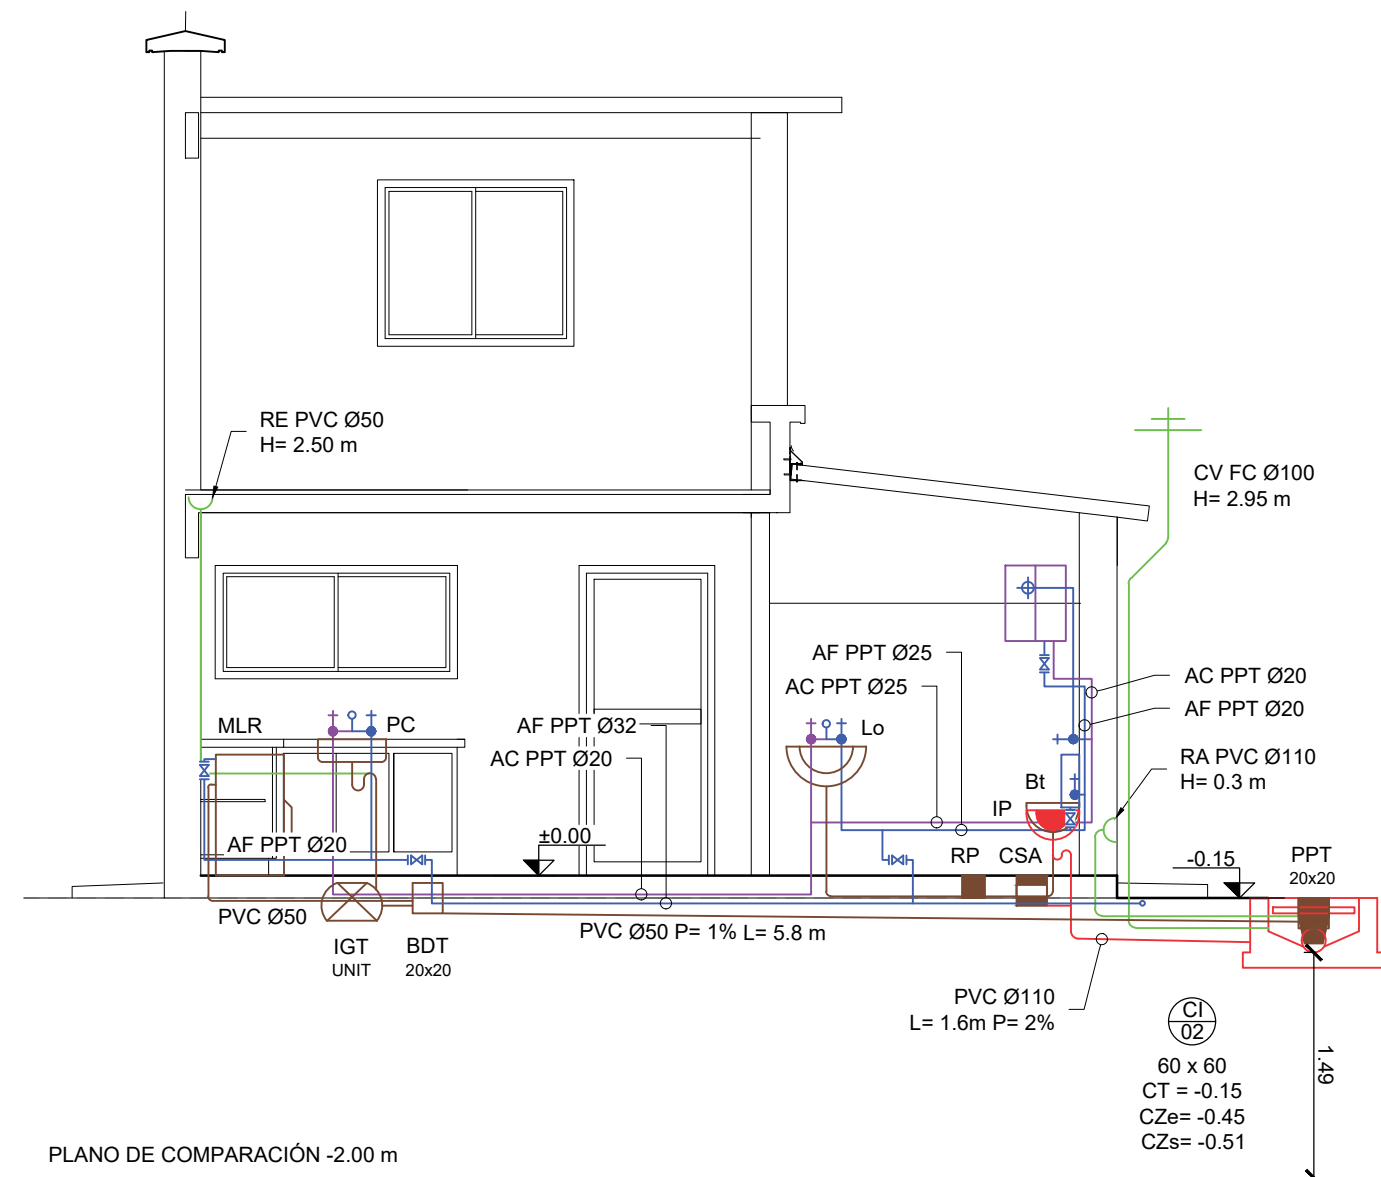 RE PVC Ø50
H= 2.50 m
CV FC Ø100
H= 2.95 m
AF PPT Ø25
AC PPT Ø25
AC PPT Ø20
AF PPT Ø20
MLR
PC
AF PPT Ø32
AC PPT Ø20
Lo
RA PVC Ø110
H= 0.3 m
Bt
IP
AF PPT Ø20
±0.00
RP
CSA
-0.15
PPT
20x20
PVC Ø50
IGT
UNIT
BDT
20x20
PVC Ø50 P= 1% L= 5.8 m
PVC Ø110
L= 1.6m P= 2%
CI
02
60 x 60
CT = -0.15
CZe= -0.45
CZs= -0.51
1.49
PLANO DE COMPARACIÓN -2.00 m